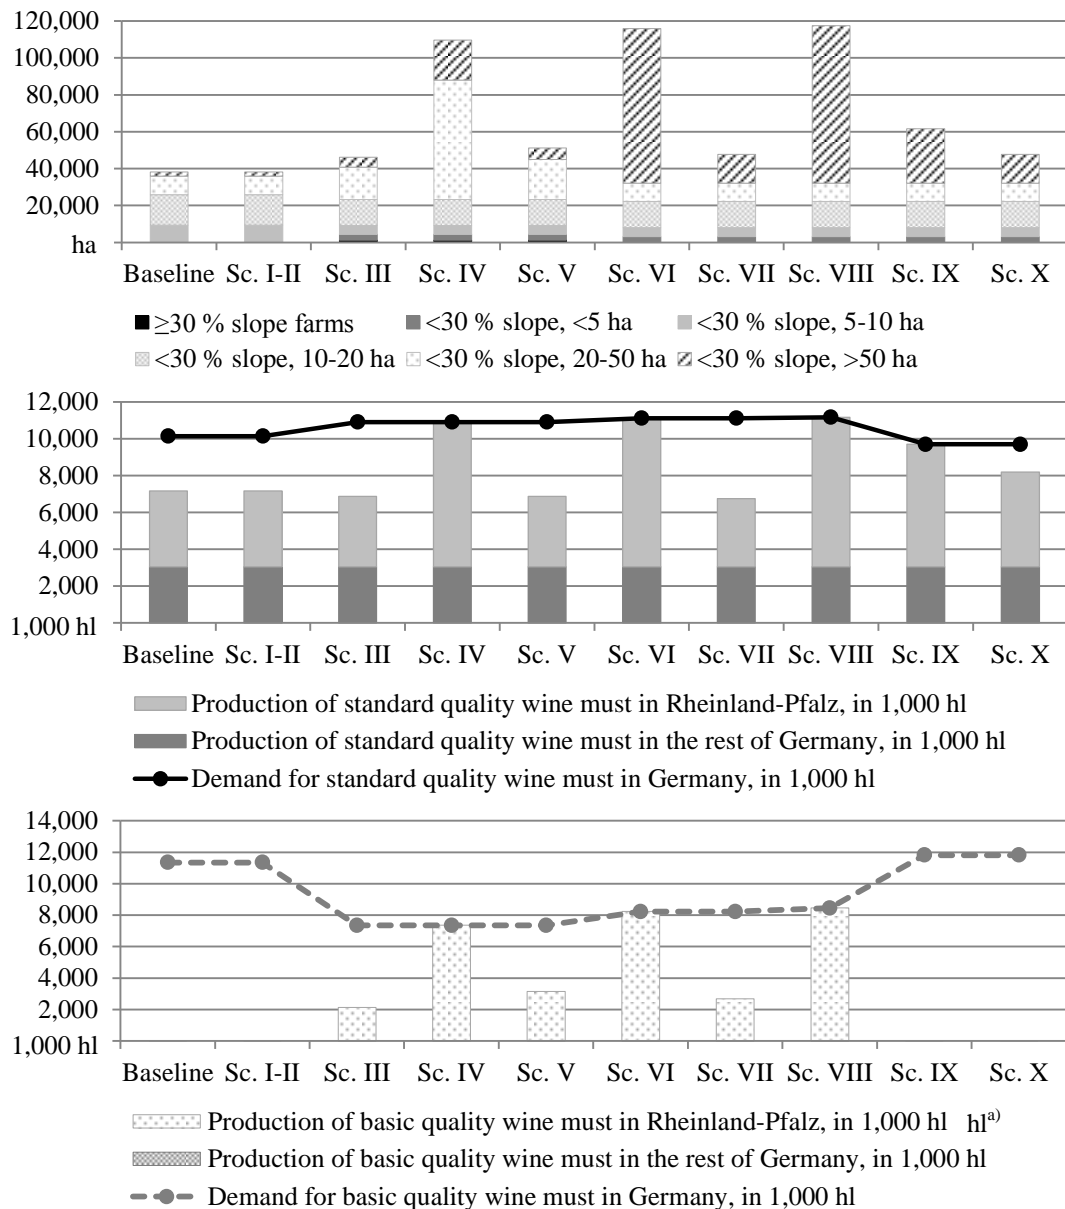 120,000
100,000
80,000
60,000
40,000
20,000
ha
Baseline Sc. I-II Sc. III Sc. IV Sc. V Sc. VI Sc. VII Sc. VIII Sc. IX Sc. X
≥30 % slope farms <30 % slope, <5 ha <30 % slope, 5-10 ha
<30 % slope, 10-20 ha <30 % slope, 20-50 ha <30 % slope, >50 ha
12,000
10,000
8,000
6,000
4,000
2,000
1,000 hl
Baseline Sc. I-II Sc. III Sc. IV Sc. V Sc. VI Sc. VII Sc. VIII Sc. IX Sc. X
Production of standard quality wine must in Rheinland-Pfalz, in 1,000 hl
Production of standard quality wine must in the rest of Germany, in 1,000 hl
Demand for standard quality wine must in Germany, in 1,000 hl
14,000
12,000
10,000
8,000
6,000
4,000
2,000
1,000 hl
Baseline Sc. I-II Sc. III Sc. IV Sc. V Sc. VI Sc. VII Sc. VIII Sc. IX Sc. X
Production of basic quality wine must in Rheinland-Pfalz, in 1,000 hl hl^a)
Production of basic quality wine must in the rest of Germany, in 1,000 hl
Demand for basic quality wine must in Germany, in 1,000 hl